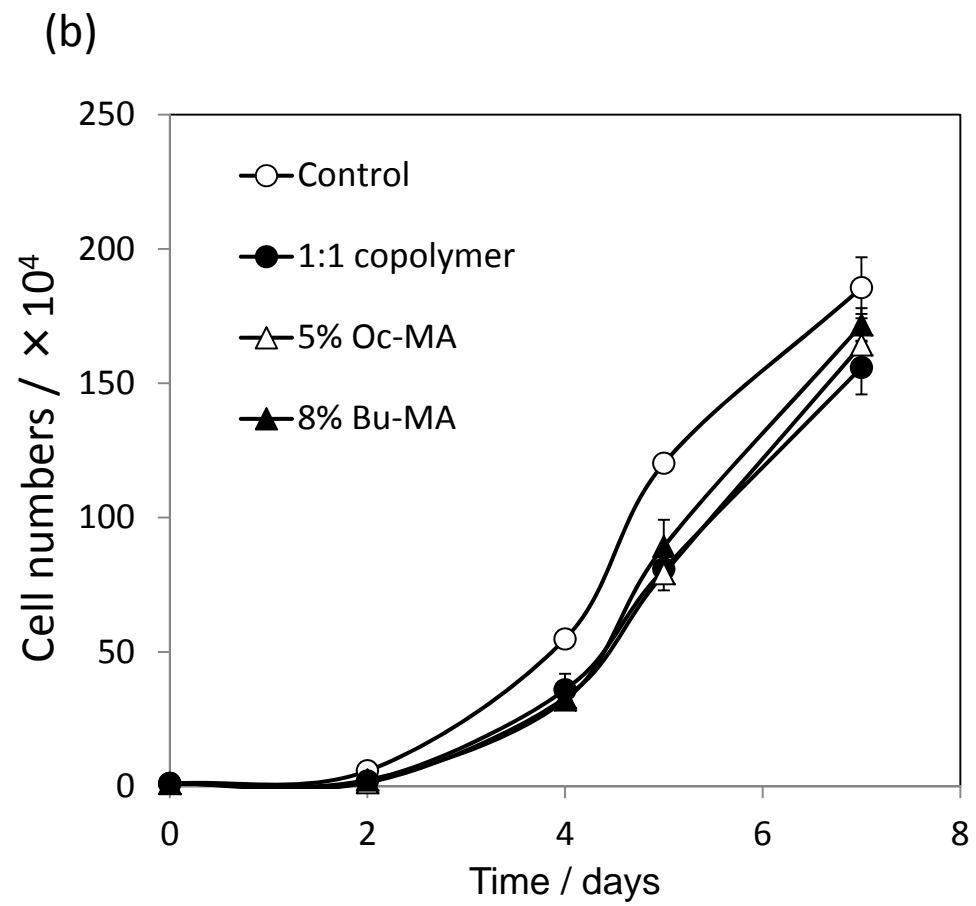 (b)
250
200
150
100
50
0
Cell numbers / ×10⁴
Control
1:1 copolymer
5% Oc-MA
8% Bu-MA
0 2 4 6 8
Time / days